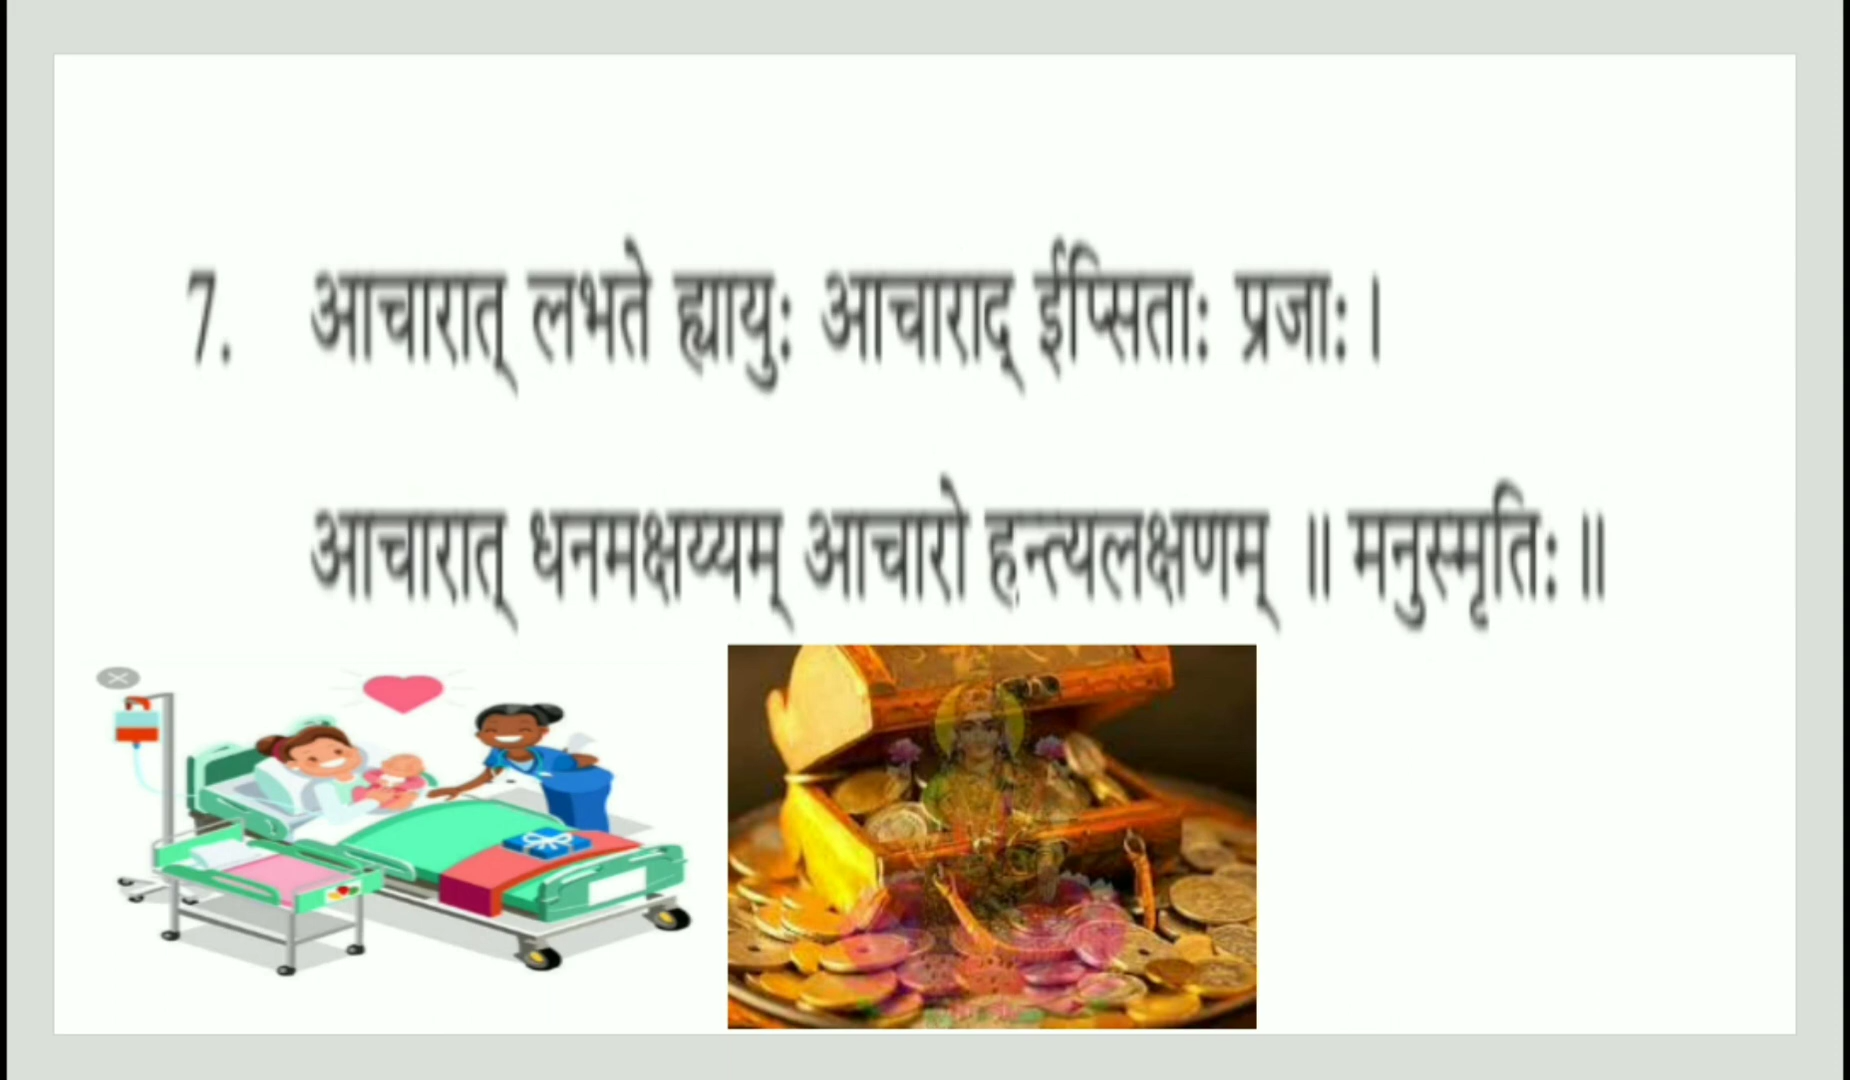 7. आचारात् लभते ह्यायुः आचाराद् ईप्सिताः प्रजाः।
आचारात् धनमक्षय्यम् आचारो हन्त्यलक्षणम् ॥ मनुस्मृतिः ॥